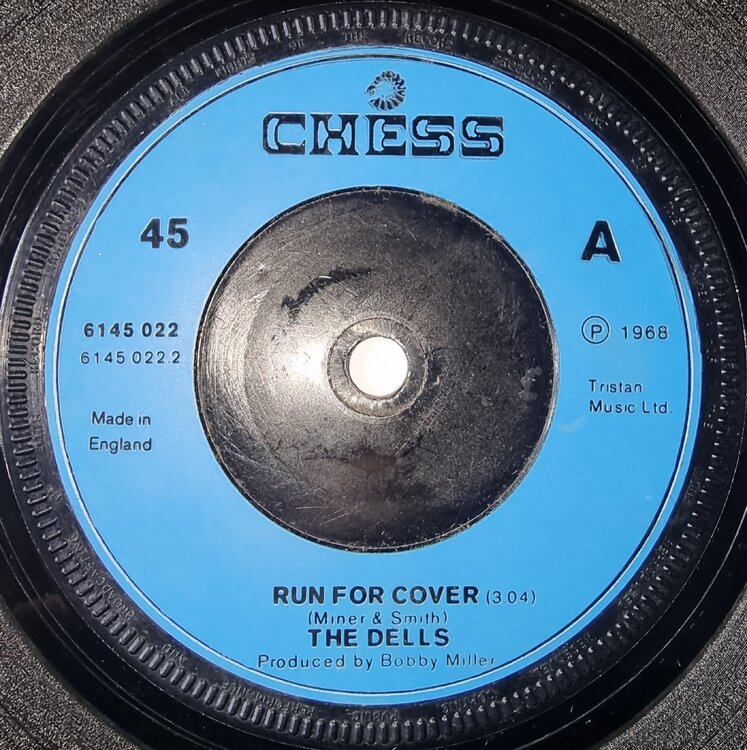 CHESS
45
A
6145 022
6145 022.2
Ⓟ 1968
Made in
England
Tristan
Music Ltd.
RUN FOR COVER (3.04)
(Miner & Smith)
THE DELLS
Produced by Bobby Miller